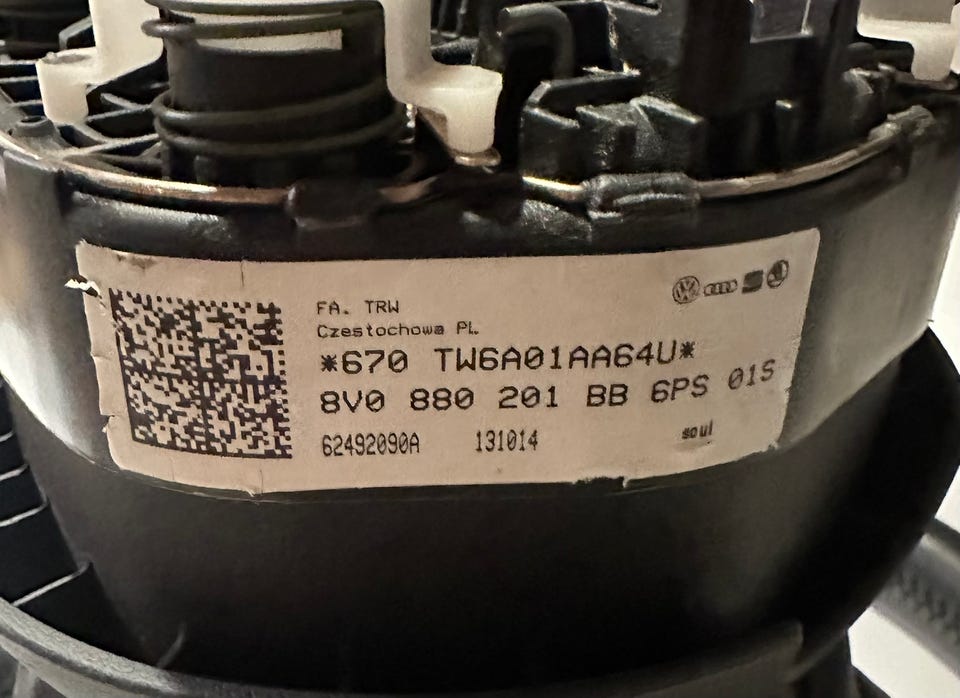 FA. TRW
Czestochowa PL
*670 TW6A01AA64U*
8V0 880 201 BB 6PS 01S
62492090A 131014 soul